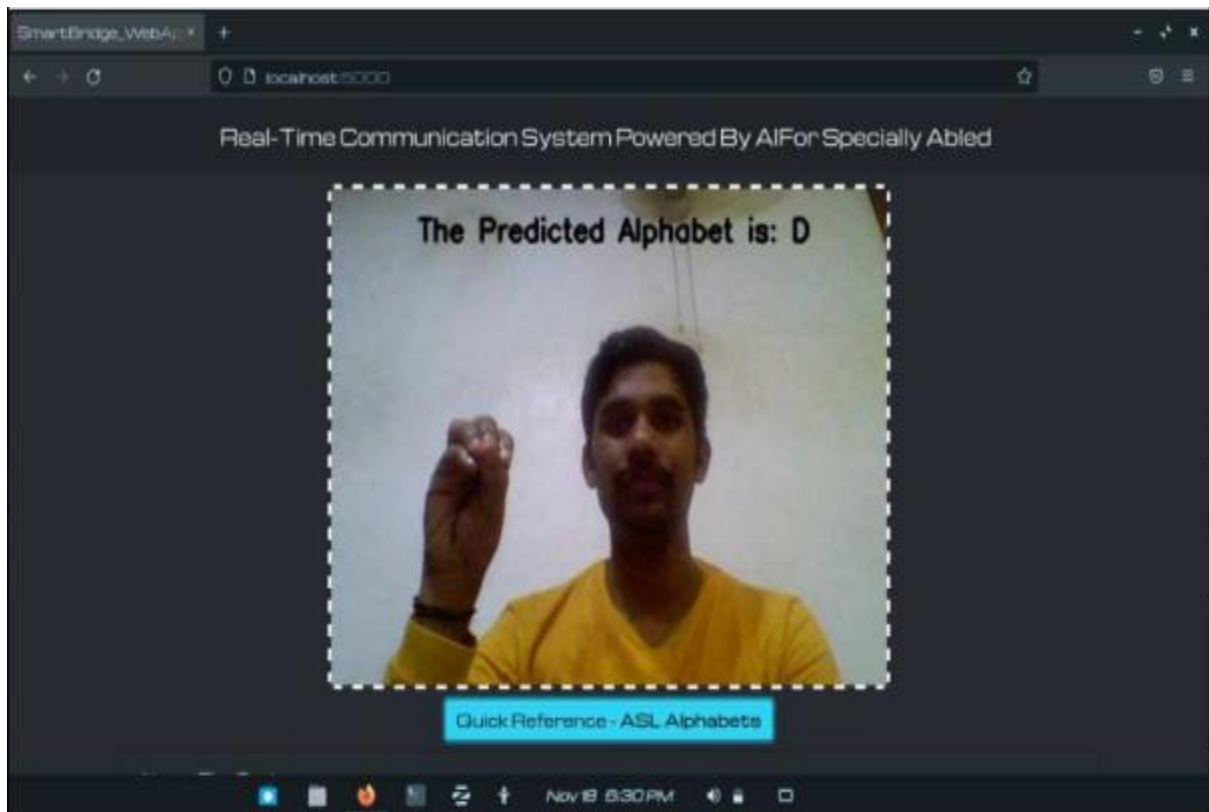 SmartBridge_WebAp
localhost:5000
Real-Time Communication System Powered By AIFor Specially Abled
The Predicted Alphabet is: D
Quick Reference - ASL Alphabets
Nov 18 6:30 PM